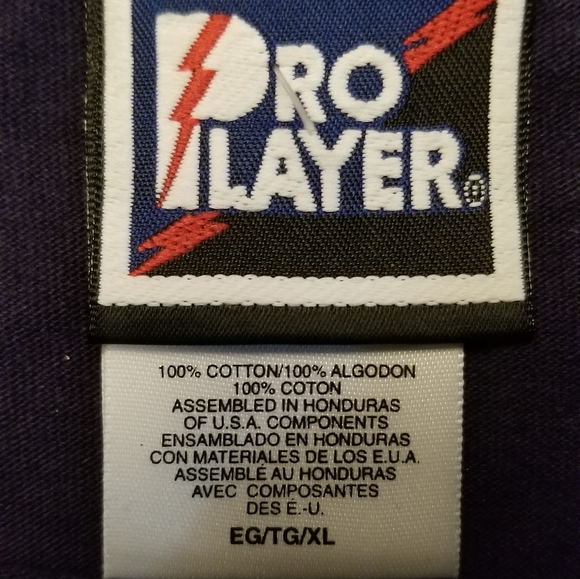 PRO
PLAYER®
100% COTTON/100% ALGODON
100% COTON
ASSEMBLED IN HONDURAS
OF U.S.A. COMPONENTS
ENSAMBLADO EN HONDURAS
CON MATERIALES DE LOS E.U.A.
ASSEMBLÉ AU HONDURAS
AVEC COMPOSANTES
DES É.-U.
EG/TG/XL